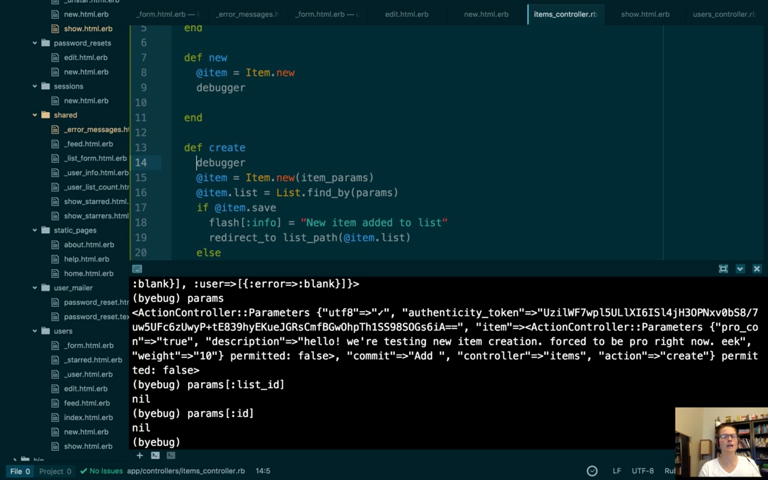 _form.html.erb —
_error_messages.h
_form.html.erb — u
edit.html.erb
new.html.erb
items_controller.rb
show.html.erb
users_controller.rb
new.html.erb
show.html.erb
password_resets
edit.html.erb
new.html.erb
sessions
new.html.erb
shared
_error_messages.ht
_feed.html.erb
_list_form.html.erb
_user_info.html.erb
_user_list_count.ht
show_starred.html.
show_starrers.html
static_pages
about.html.erb
help.html.erb
home.html.erb
user_mailer
password_reset.ht
password_reset.tex
users
_form.html.erb
_starred.html.erb
_user.html.erb
edit.html.erb
feed.html.erb
index.html.erb
new.html.erb
show.html.erb
bin
5 end
6
7 def new
8 @item = Item.new
9 debugger
10
11 end
12
13 def create
14 debugger
15 @item = Item.new(item_params)
16 @item.list = List.find_by(params)
17 if @item.save
18 flash[:info] = "New item added to list"
19 redirect_to list_path(@item.list)
20 else
:blank}], :user=>[{:error=>:blank}]}>
(byebug) params
<ActionController::Parameters {"utf8"=>"✓", "authenticity_token"=>
"item"=><ActionController::Parameters {"pro_co
n"=>"true", "description"=>"hello! we're testing new item creation. forced to be pro right now. eek",
"weight"=>"10"} permitted: false>, "commit"=>"Add ", "controller"=>"items", "action"=>"create"} permit
ted: false>
(byebug) params[:list_id]
nil
(byebug) params[:id]
nil
(byebug)
File 0 Project 0 No Issues app/controllers/items_controller.rb 14:5 LF UTF-8